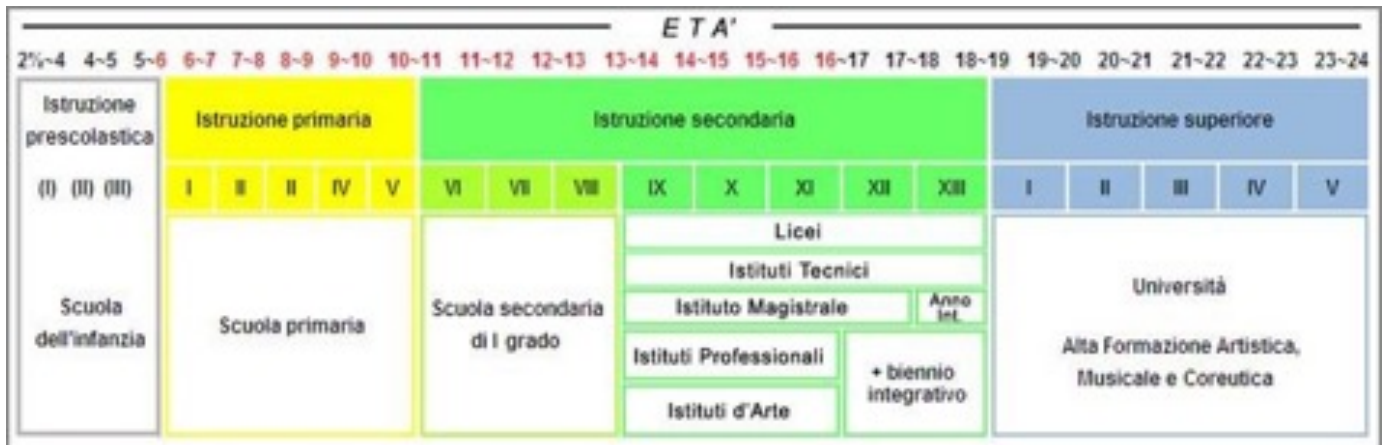 ETA'
2½~4 4~5 5~6 6~7 7~8 8~9 9~10 10~11 11~12 12~13 13~14 14~15 15~16 16~17 17~18 18~19 19~20 20~21 21~22 22~23 23~24
Istruzione
prescolastica
Istruzione primaria
Istruzione secondaria
Istruzione superiore
(I) (II) (III) I II II IV V VI VII VIII IX X XI XII XIII I II III IV V
Scuola
dell'infanzia
Scuola primaria
Scuola secondaria
di I grado
Licei
Istituti Tecnici
Istituto Magistrale
Anno
Int.
Istituti Professionali
Istituti d'Arte
+ biennio
integrativo
Università
Alta Formazione Artistica,
Musicale e Coreutica